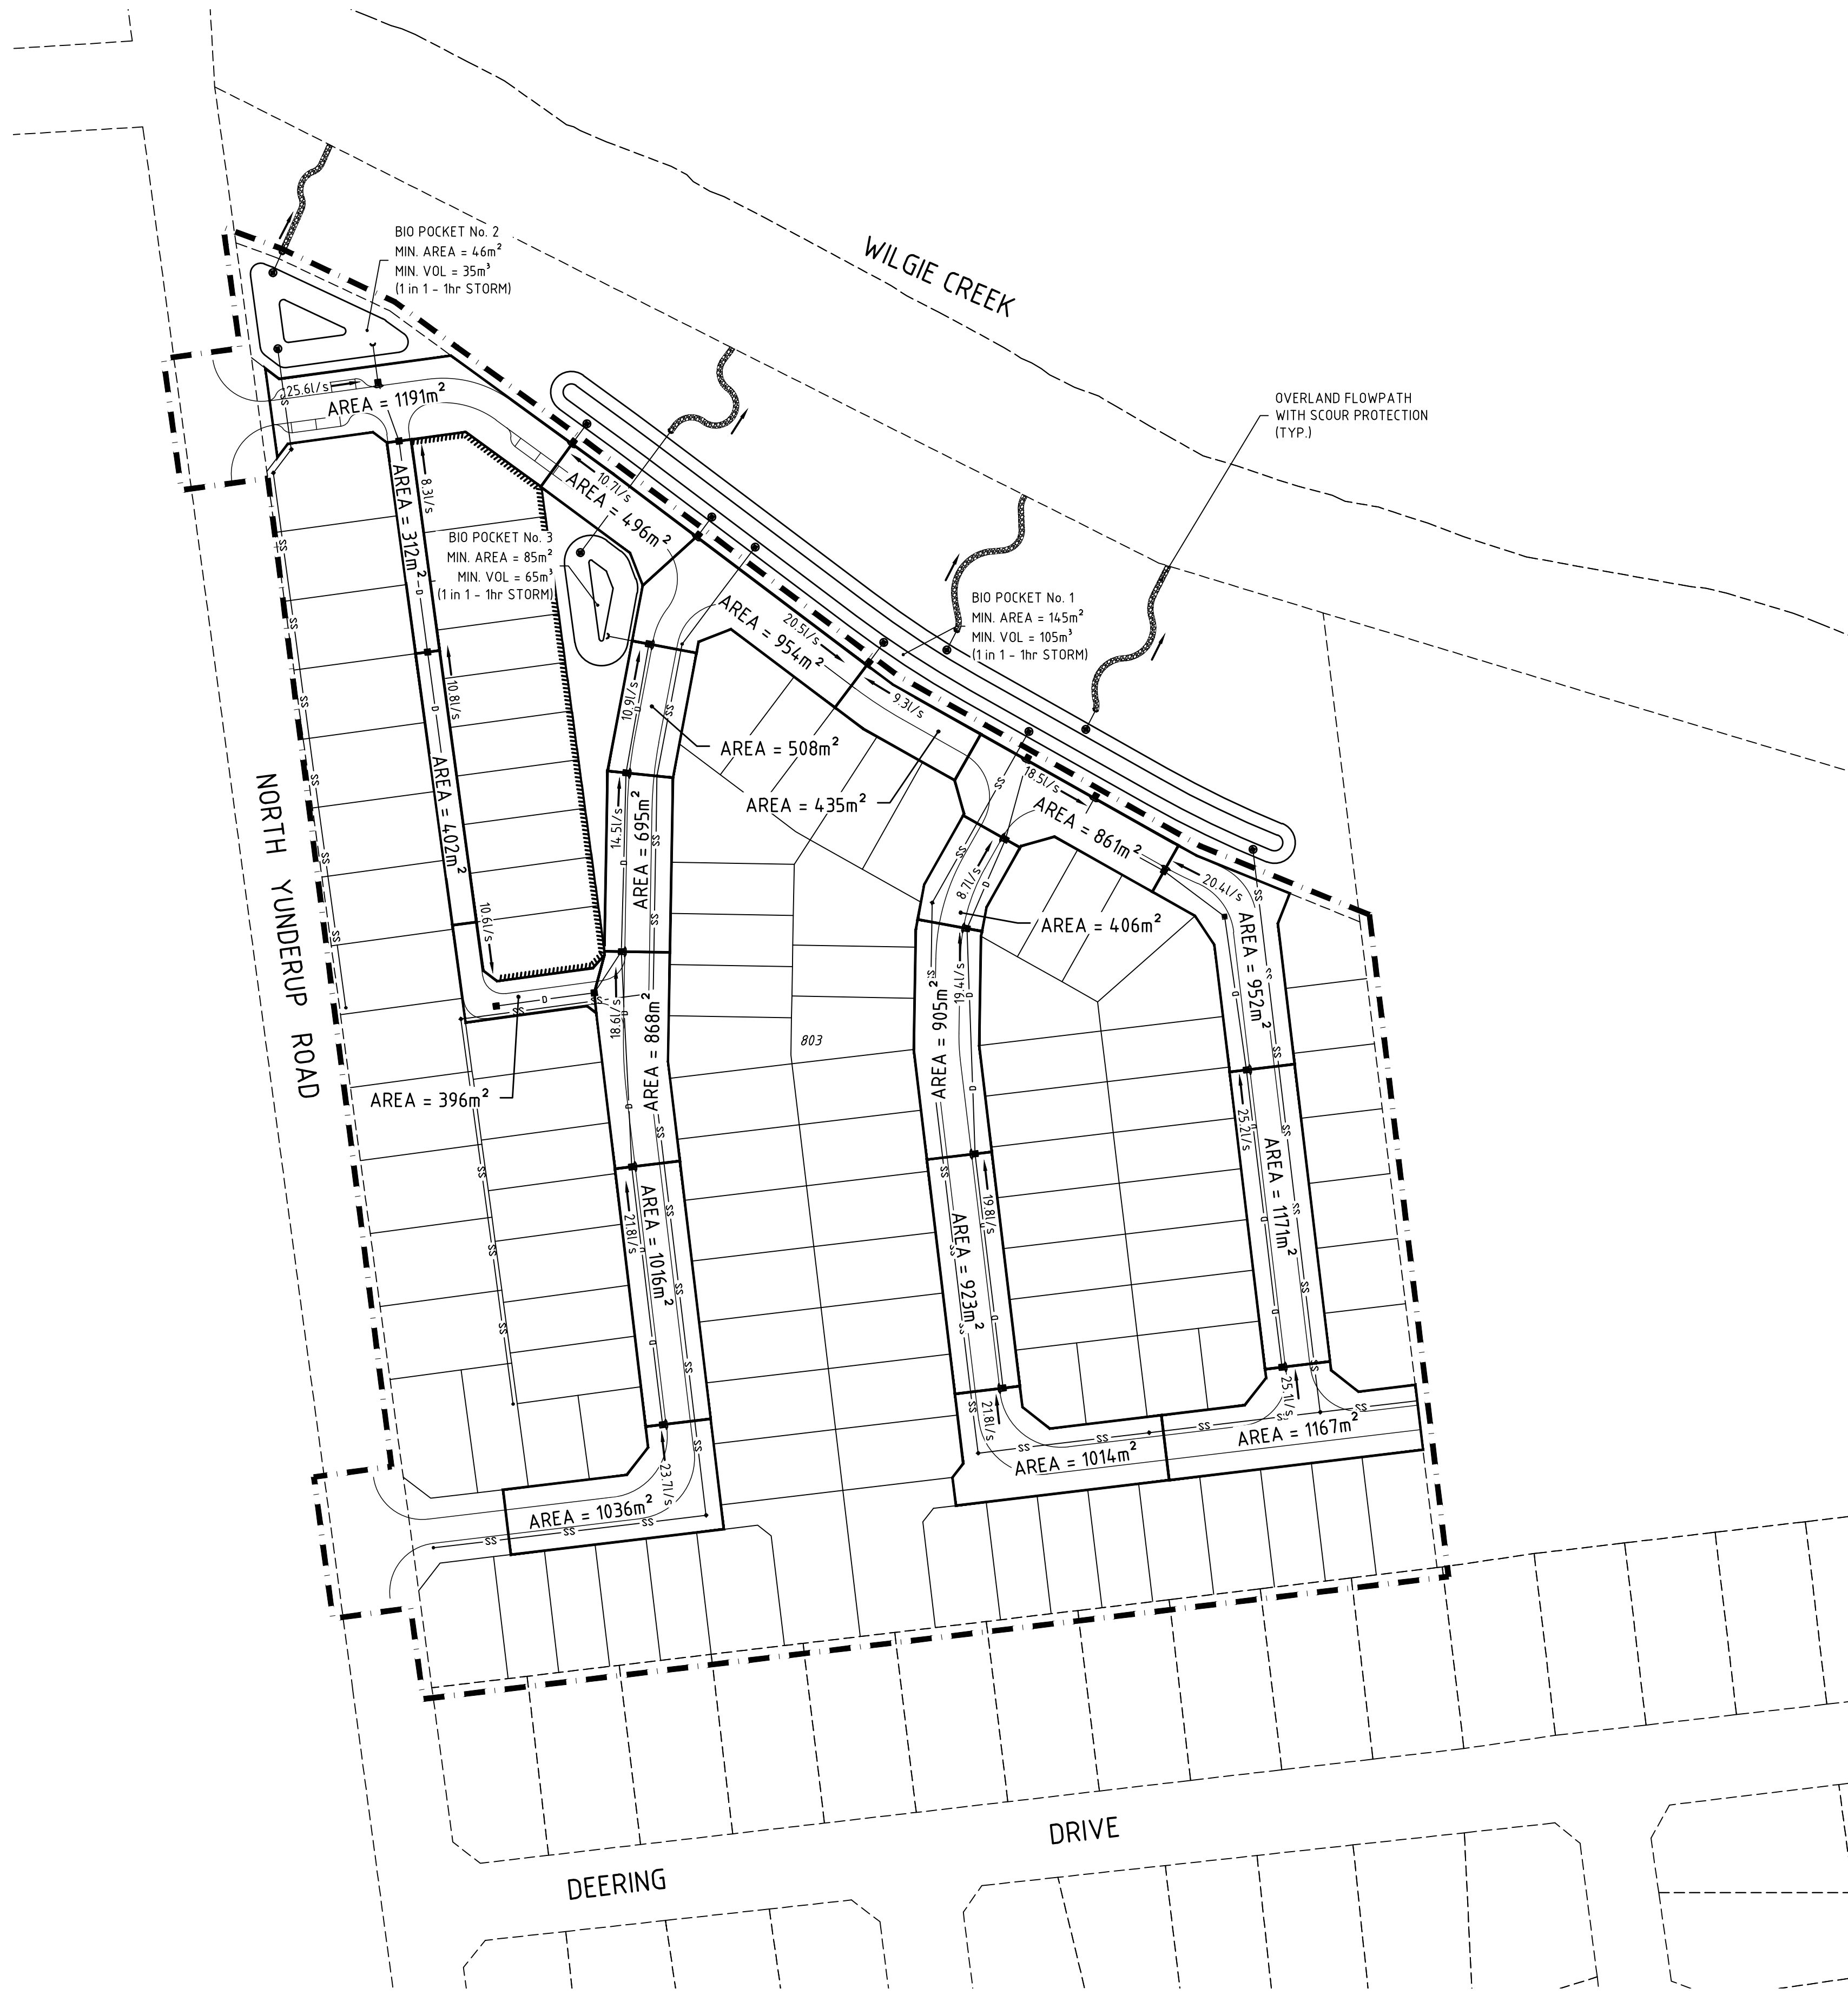 WILGIE CREEK
BIO POCKET No. 2
MIN. AREA = 46m²
MIN. VOL = 35m³
(1 in 1 - 1hr STORM)
25.6l/s
AREA = 1191m²
OVERLAND FLOWPATH
WITH SCOUR PROTECTION
(TYP.)
AREA = 312m²
8.3l/s
10.7l/s
AREA = 496m²
BIO POCKET No. 3
MIN. AREA = 85m²
MIN. VOL = 65m³
(1 in 1 - 1hr STORM)
BIO POCKET No. 1
MIN. AREA = 145m²
MIN. VOL = 105m³
(1 in 1 - 1hr STORM)
20.5l/s
AREA = 954m²
10.8l/s
10.9l/s
9.3l/s
AREA = 508m²
AREA = 435m²
AREA = 402m²
14.5l/s
AREA = 695m²
18.5l/s
AREA = 861m²
8.7l/s
20.4l/s
AREA = 406m²
AREA = 952m²
10.6l/s
NORTH YUNDERUP ROAD
18.6l/s
AREA = 868m²
803
AREA = 905m²
19.4l/s
AREA = 396m²
25.2l/s
AREA = 1171m²
21.8l/s
AREA = 1016m²
AREA = 923m²
19.8l/s
21.8l/s
25.1l/s
AREA = 1014m²
AREA = 1167m²
23.7l/s
AREA = 1036m²
SS
SS
SS
SS
D
D
D
DEERING DRIVE